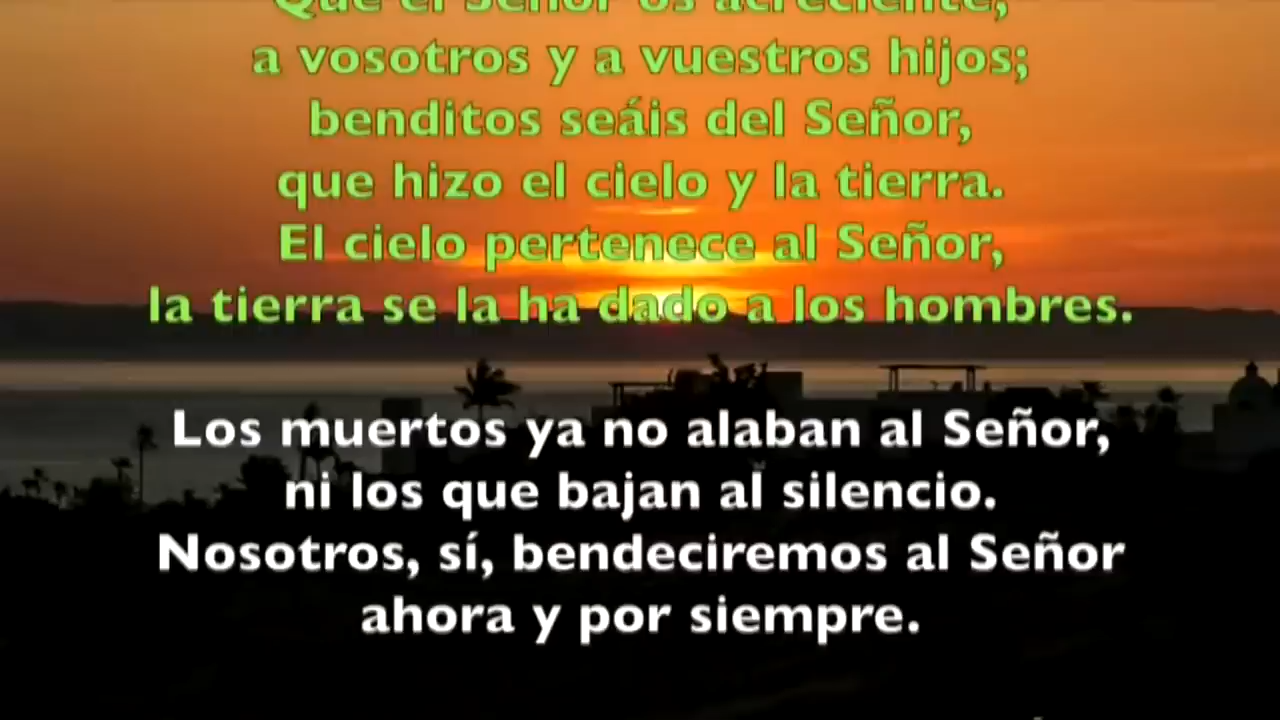 Que el Señor os acreciente,
a vosotros y a vuestros hijos;
benditos seáis del Señor,
que hizo el cielo y la tierra.
El cielo pertenece al Señor,
la tierra se la ha dado a los hombres.
Los muertos ya no alaban al Señor,
ni los que bajan al silencio.
Nosotros, sí, bendeciremos al Señor
ahora y por siempre.